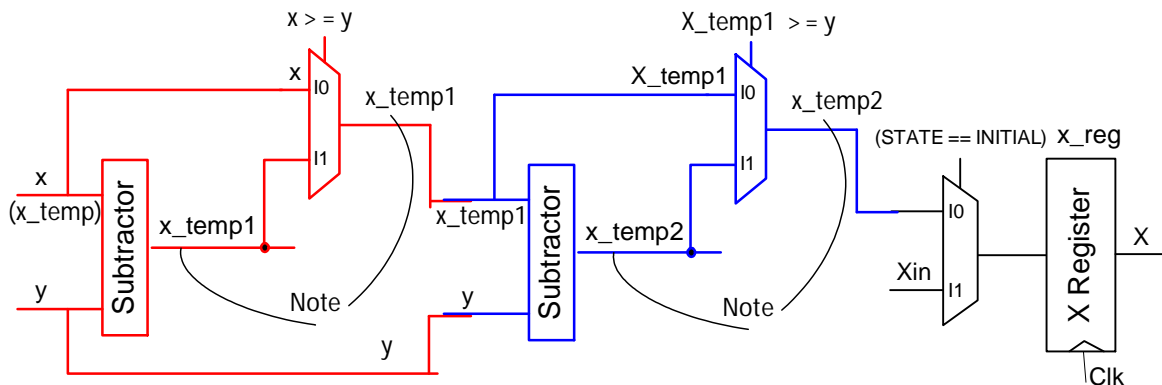 x > = y
X_temp1 > = y
x
I0
x_temp1
X_temp1
I0
x_temp2
(STATE == INITIAL)
x_reg
I1
I1
x
(x_temp)
Subtractor
x_temp1
x_temp1
Subtractor
x_temp2
I0
X Register
X
Xin
I1
y
Note
y
Note
y
Clk